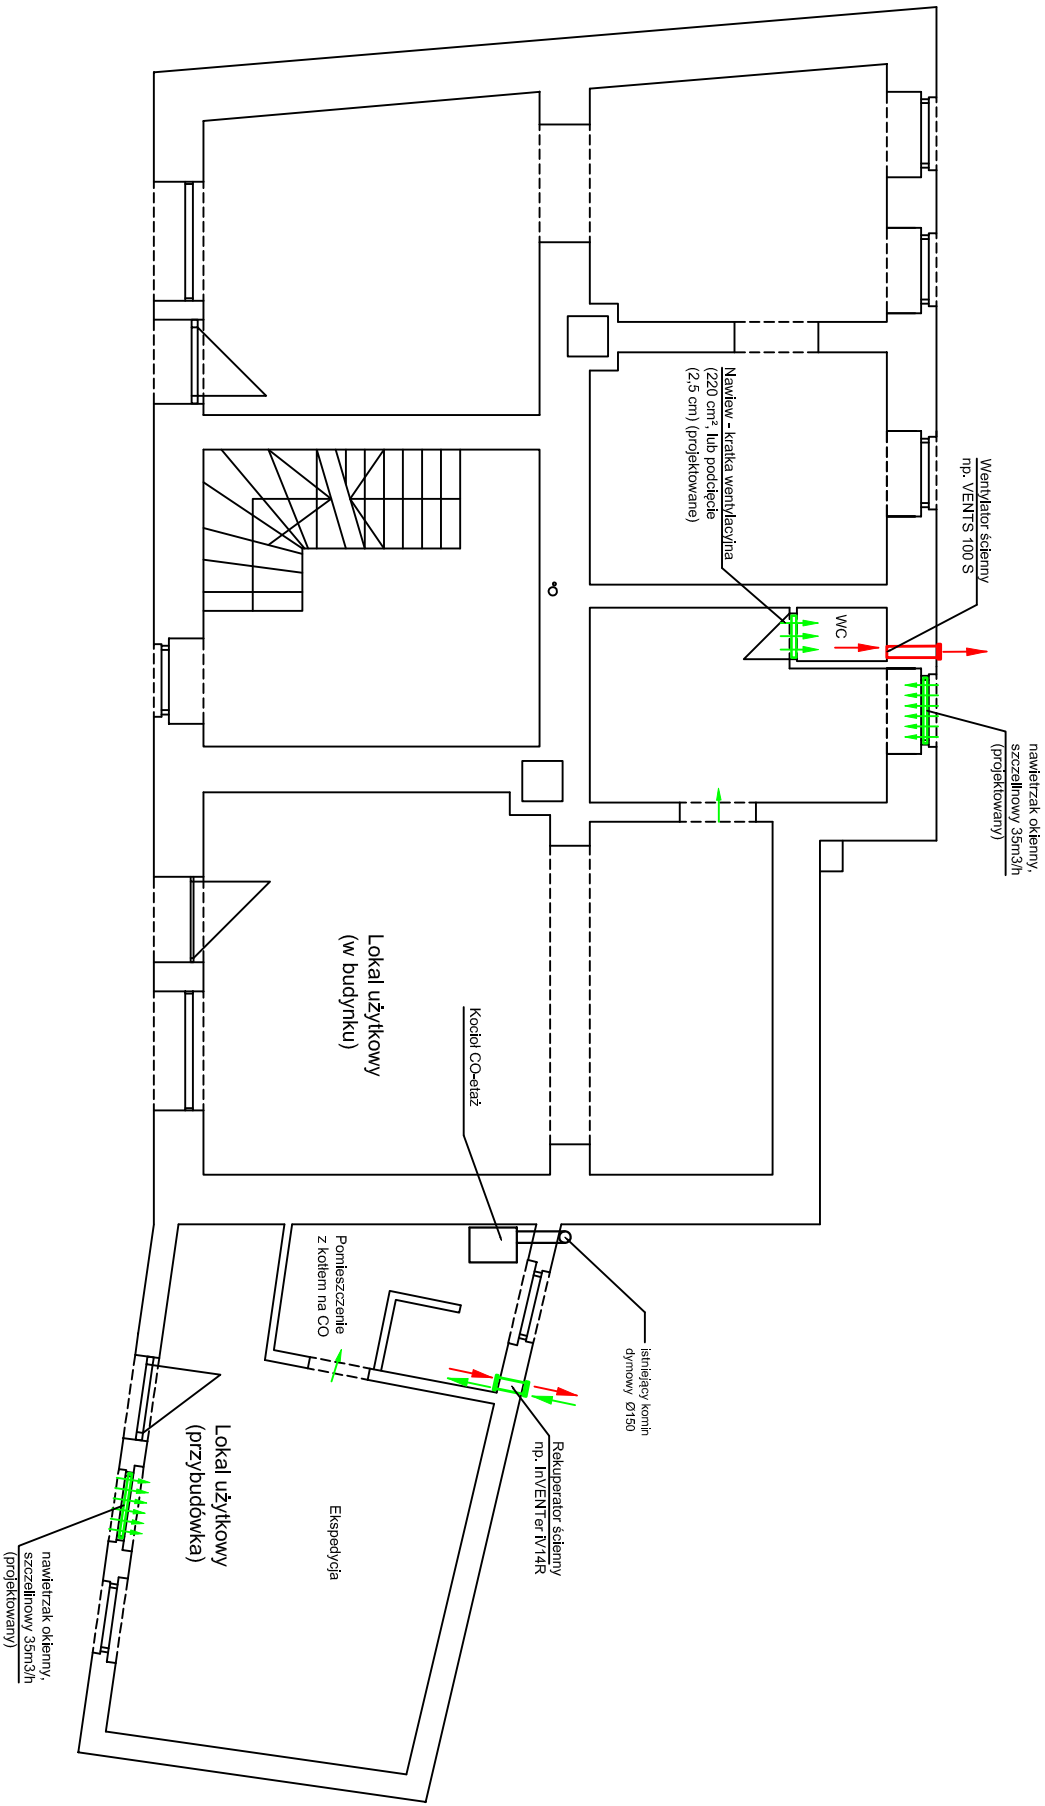 Wentylator ścienny
np. VENTS 100 S
nawietrzak okienny,
szczelinowy 35m3/h
(projektowany)
Nawiew - kratka wentylacyjna
(220 cm², lub podcięcie
(2,5 cm) (projektowane)
WC
Lokal użytkowy
(w budynku)
Kocioł CO-etaż
istniejący komin
dymowy Ø150
Pomieszczenie
z kotłem na CO
Rekuperator ścienny
np. InVENTer iV14R
Lokal użytkowy
(przybudówka)
Ekspedycja
nawietrzak okienny,
szczelinowy 35m3/h
(projektowany)